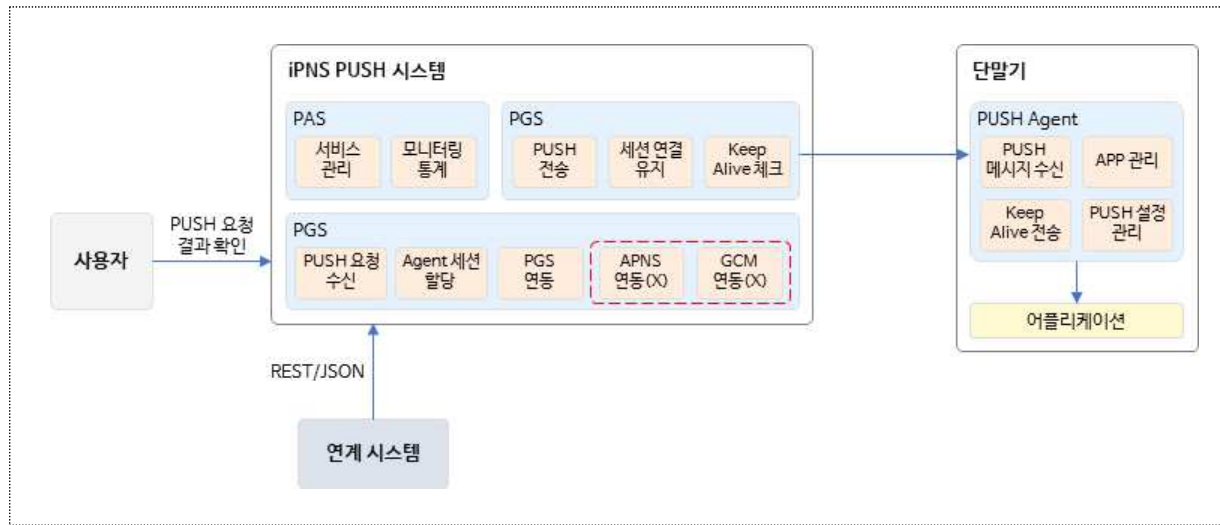 iPNS PUSH 시스템
PAS
서비스
관리
모니터링
통계
PGS
PUSH
전송
세션 연결
유지
Keep
Alive 체크
PGS
PUSH 요청
수신
Agent 세션
할당
PGS
연동
APNS
연동(X)
GCM
연동(X)
사용자
PUSH 요청
결과 확인
REST/JSON
연계 시스템
단말기
PUSH Agent
PUSH
메시지 수신
APP 관리
Keep
Alive 전송
PUSH 설정
관리
어플리케이션